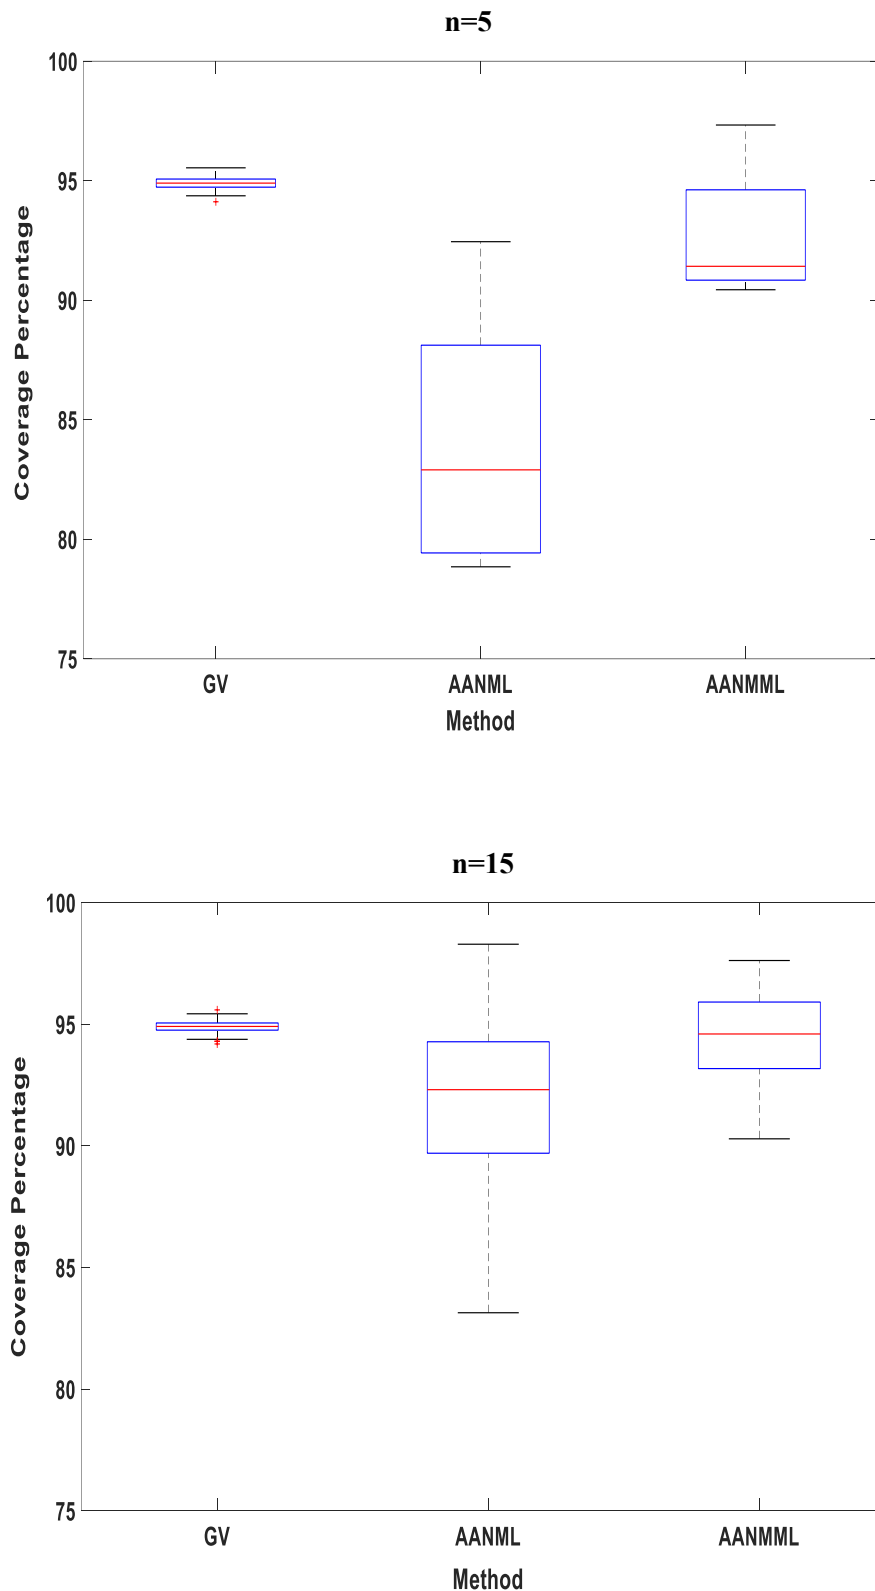 n=5
100
95
90
85
80
75
Coverage Percentage
GV AANML AANMML
Method
n=15
100
95
90
85
80
75
Coverage Percentage
GV AANML AANMML
Method